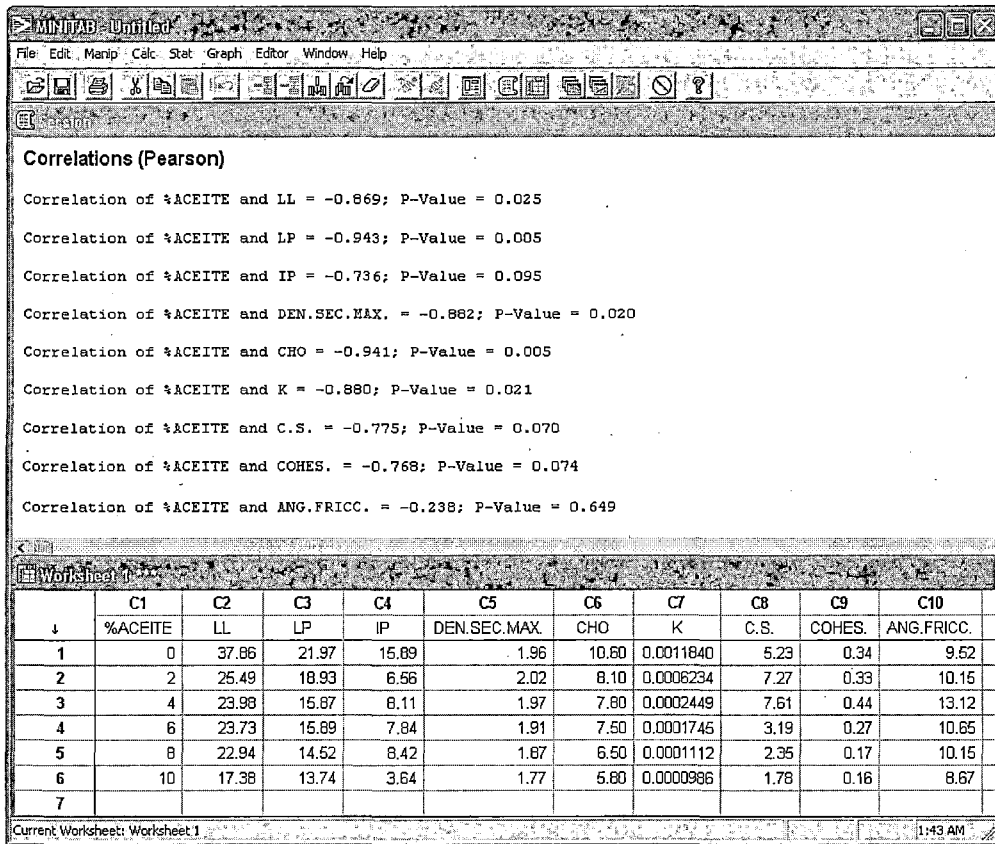 MINITAB - Untitled
File Edit Manip Calc Stat Graph Editor Window Help
Session
Correlations (Pearson)
Correlation of %ACEITE and LL = -0.869; P-Value = 0.025
Correlation of %ACEITE and LP = -0.943; P-Value = 0.005
Correlation of %ACEITE and IP = -0.736; P-Value = 0.095
Correlation of %ACEITE and DEN.SEC.MAX. = -0.882; P-Value = 0.020
Correlation of %ACEITE and CHO = -0.941; P-Value = 0.005
Correlation of %ACEITE and K = -0.880; P-Value = 0.021
Correlation of %ACEITE and C.S. = -0.775; P-Value = 0.070
Correlation of %ACEITE and COHES. = -0.768; P-Value = 0.074
Correlation of %ACEITE and ANG.FRICC. = -0.238; P-Value = 0.649
Worksheet 1 ***
C1 C2 C3 C4 C5 C6 C7 C8 C9 C10
↓ %ACEITE LL LP IP DEN.SEC.MAX. CHO K C.S. COHES. ANG.FRICC.
1 0 37.86 21.97 15.89 1.96 10.60 0.0011840 5.23 0.34 9.52
2 2 25.49 18.93 6.56 2.02 8.10 0.0006234 7.27 0.33 10.15
3 4 23.98 15.87 8.11 1.97 7.80 0.0002449 7.61 0.44 13.12
4 6 23.73 15.89 7.84 1.91 7.50 0.0001745 3.19 0.27 10.65
5 8 22.94 14.52 8.42 1.87 6.50 0.0001112 2.35 0.17 10.15
6 10 17.38 13.74 3.64 1.77 5.80 0.0000986 1.78 0.16 8.67
7
Current Worksheet: Worksheet 1 1:43 AM